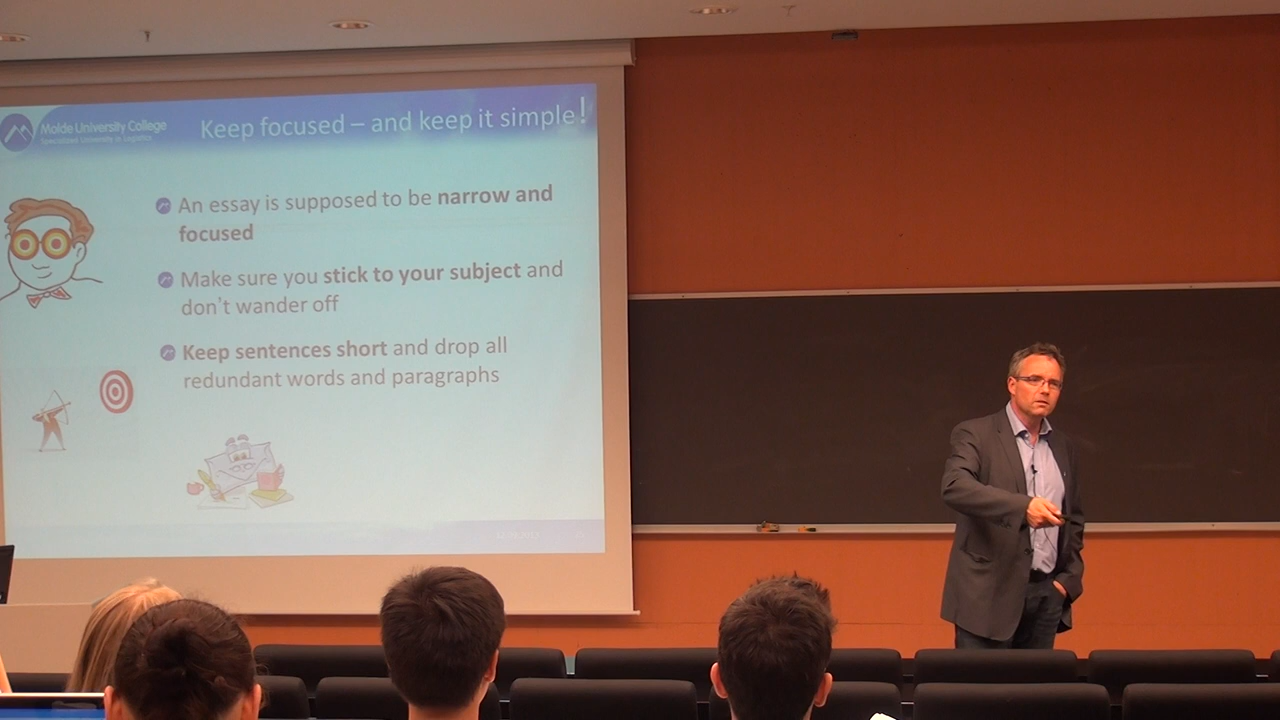 Molde University College
Specialized University in Logistics
Keep focused – and keep it simple!
An essay is supposed to be narrow and
focused
Make sure you stick to your subject and
don't wander off
Keep sentences short and drop all
redundant words and paragraphs